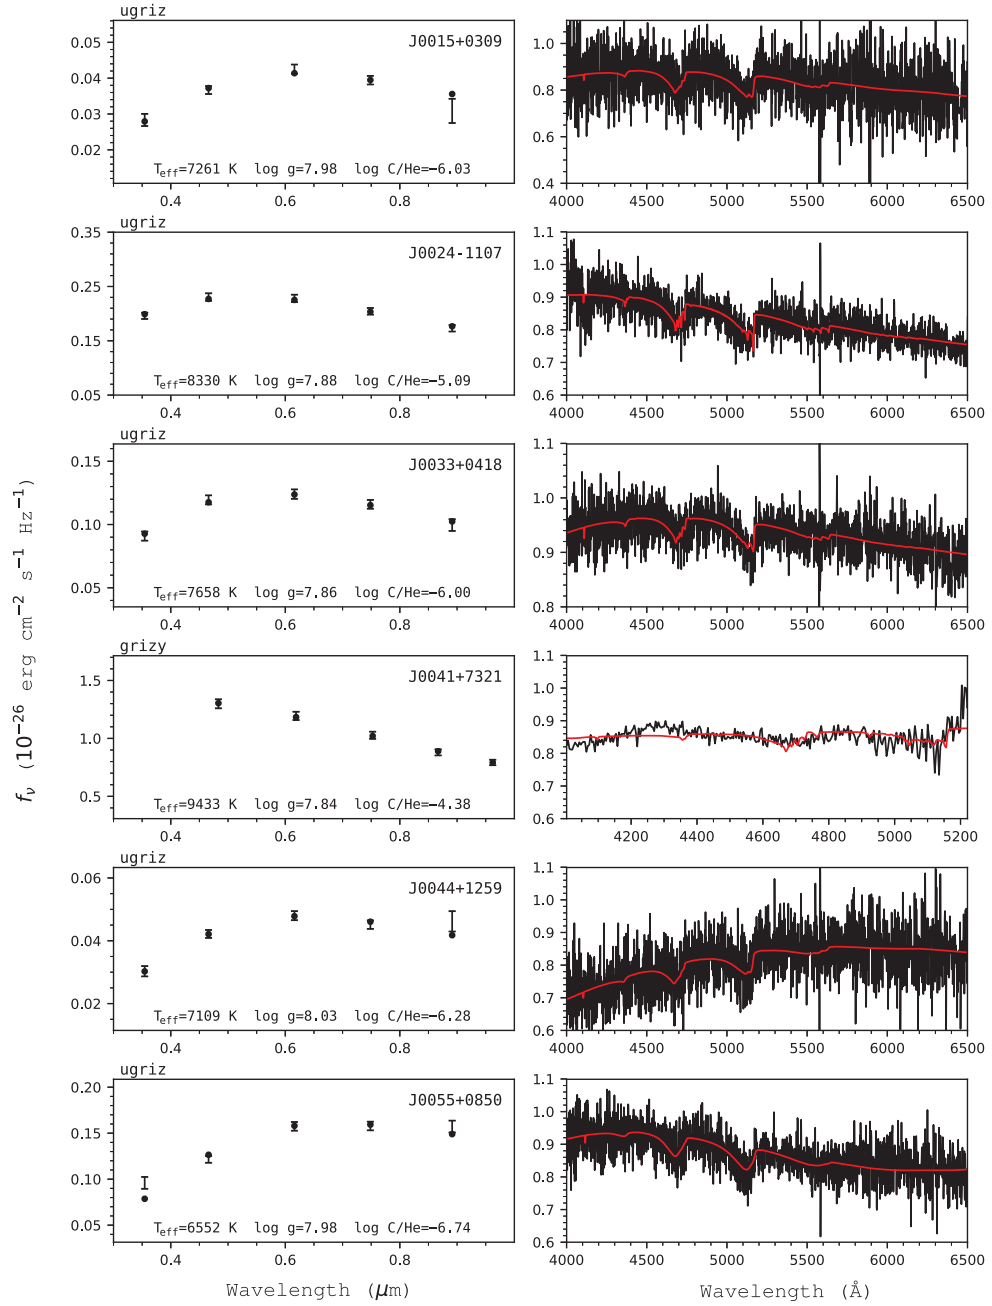 ugriz
J0015+0309
0.05
0.04
0.03
0.02
T_eff=7261 K log g=7.98 log C/He=−6.03
0.4 0.6 0.8
1.0
0.8
0.6
0.4
4000 4500 5000 5500 6000 6500
ugriz
J0024-1107
0.35
0.25
0.15
0.05
T_eff=8330 K log g=7.88 log C/He=−5.09
0.4 0.6 0.8
1.1
1.0
0.9
0.8
0.7
0.6
4000 4500 5000 5500 6000 6500
ugriz
J0033+0418
0.15
0.10
0.05
T_eff=7658 K log g=7.86 log C/He=−6.00
0.4 0.6 0.8
1.1
1.0
0.9
0.8
4000 4500 5000 5500 6000 6500
grizy
J0041+7321
1.5
1.0
0.5
T_eff=9433 K log g=7.84 log C/He=−4.38
0.4 0.6 0.8
1.1
1.0
0.9
0.8
0.7
0.6
4200 4400 4600 4800 5000 5200
ugriz
J0044+1259
0.06
0.04
0.02
T_eff=7109 K log g=8.03 log C/He=−6.28
0.4 0.6 0.8
1.1
1.0
0.9
0.8
0.7
0.6
4000 4500 5000 5500 6000 6500
ugriz
J0055+0850
0.20
0.15
0.10
0.05
T_eff=6552 K log g=7.98 log C/He=−6.74
0.4 0.6 0.8
1.1
1.0
0.9
0.8
0.7
0.6
4000 4500 5000 5500 6000 6500
f_ν (10⁻²⁶ erg cm⁻² s⁻¹ Hz⁻¹)
Wavelength (μm)
Wavelength (Å)